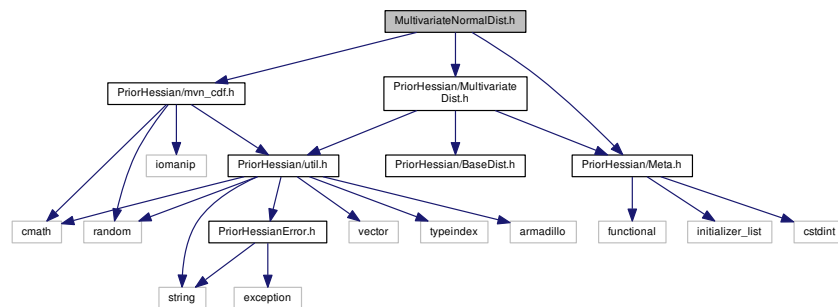 MultivariateNormalDist.h
PriorHessian/mvn_cdf.h
PriorHessian/Multivariate
Dist.h
iomanip
PriorHessian/util.h
PriorHessian/BaseDist.h
PriorHessian/Meta.h
cmath
random
PriorHessianError.h
vector
typeindex
armadillo
functional
initializer_list
cstdint
string
exception